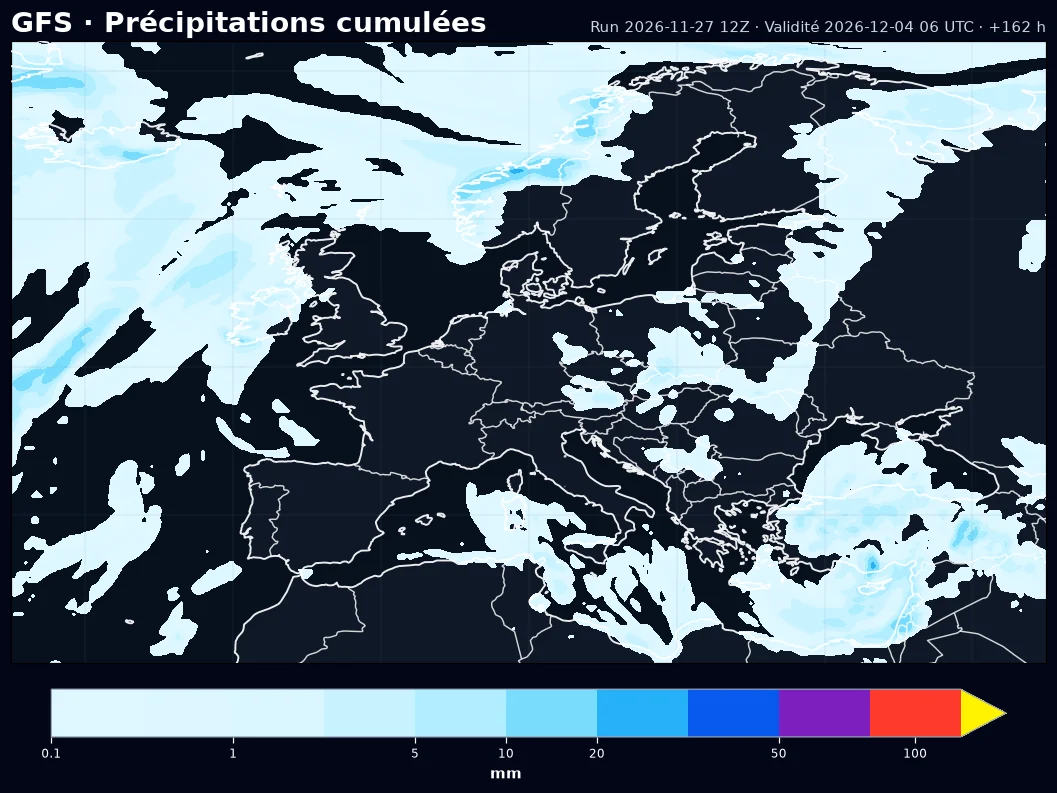 GFS · Précipitations cumulées
Run 2026-11-27 12Z · Validité 2026-12-04 06 UTC · +162 h
0.1 1 5 10 20 50 100
mm